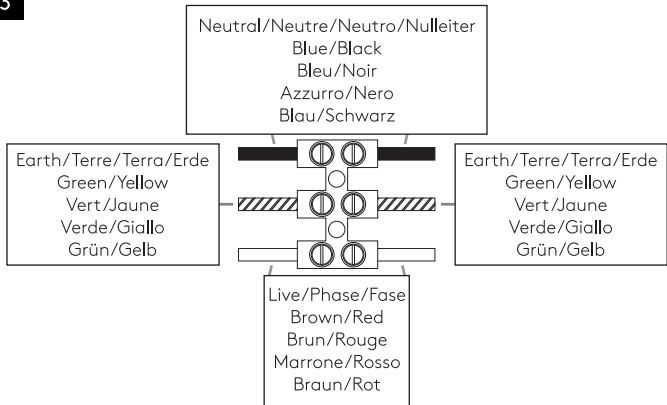 3
Neutral/Neutre/Neutro/Nulleiter
Blue/Black
Bleu/Noir
Azzurro/Nero
Blau/Schwarz
Earth/Terre/Terra/Erde
Green/Yellow
Vert/Jaune
Verde/Giallo
Grün/Gelb
Earth/Terre/Terra/Erde
Green/Yellow
Vert/Jaune
Verde/Giallo
Grün/Gelb
Live/Phase/Fase
Brown/Red
Brun/Rouge
Marrone/Rosso
Braun/Rot